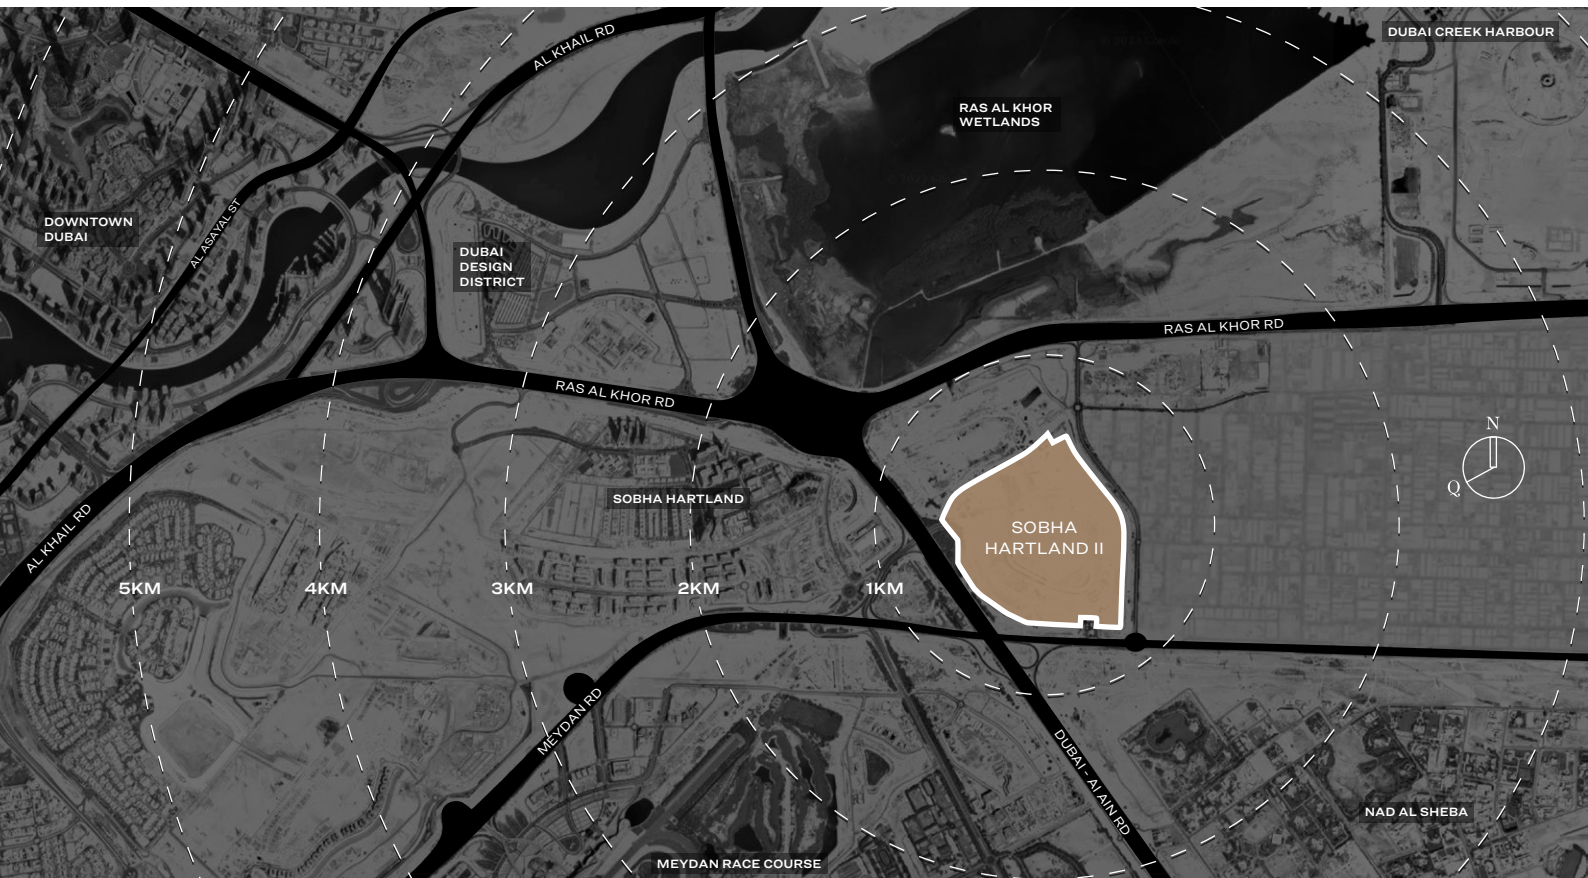 DUBAI CREEK HARBOUR
AL KHAIL RD
RAS AL KHOR
WETLANDS
DOWNTOWN
DUBAI
AL ASAYAL ST
DUBAI
DESIGN
DISTRICT
RAS AL KHOR RD
RAS AL KHOR RD
N
Q
SOBHA HARTLAND
SOBHA
HARTLAND II
AL KHAIL RD
5KM
4KM
3KM
2KM
1KM
MEYDAN RD
DUBAI - Al AIN RD
NAD AL SHEBA
MEYDAN RACE COURSE